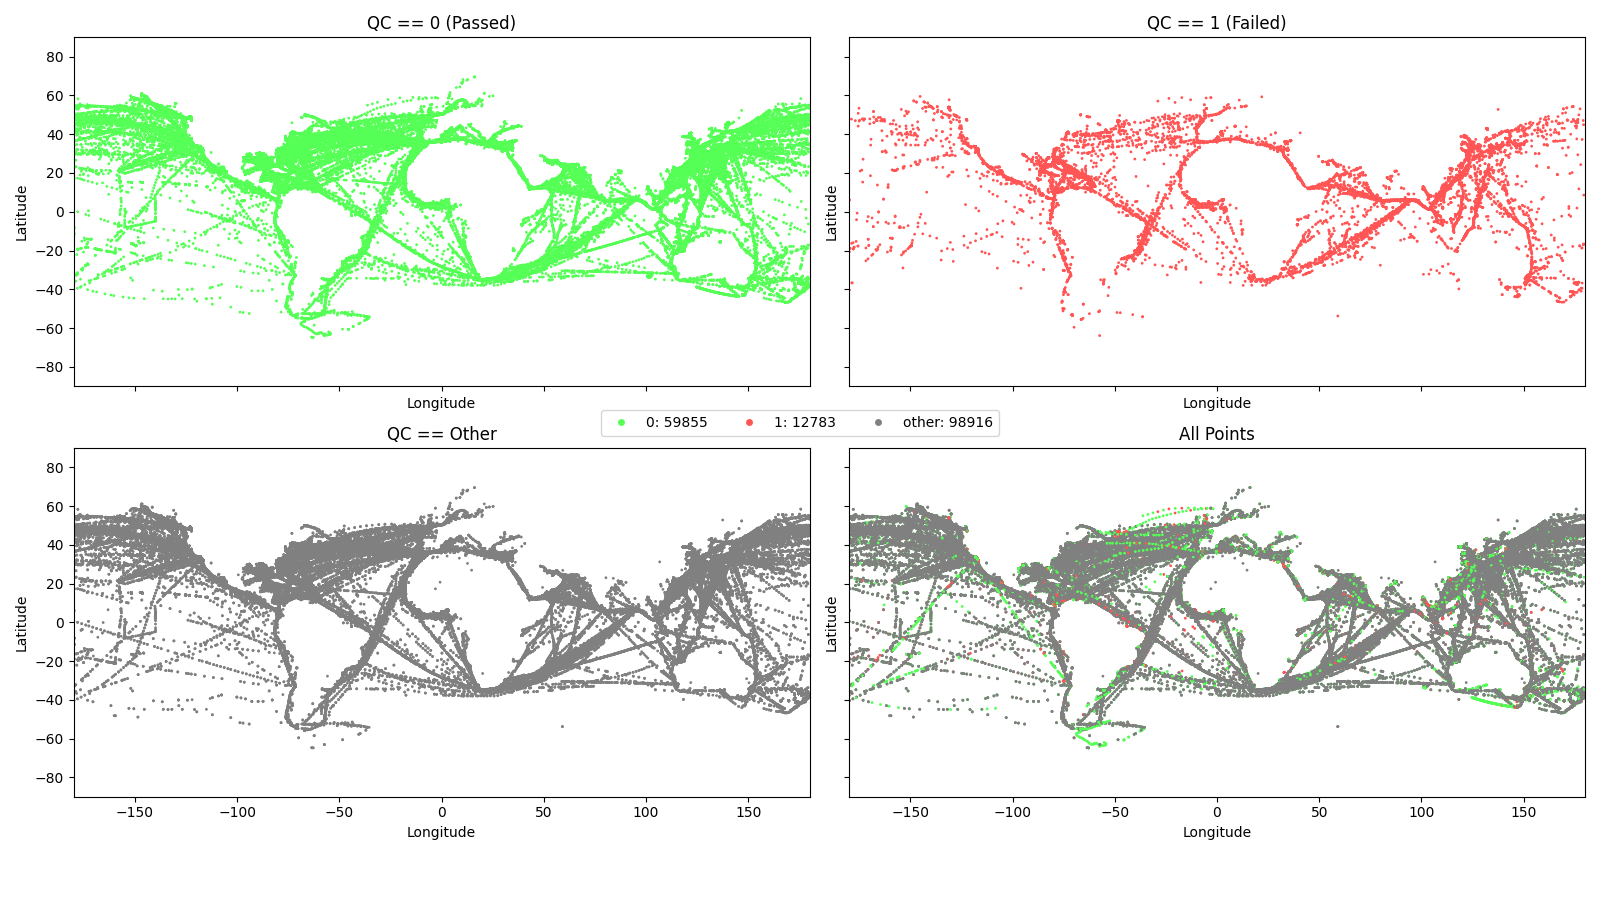 QC == 0 (Passed)
QC == 1 (Failed)
Latitude
80
60
40
20
0
−20
−40
−60
−80
Longitude
Latitude
Longitude
0: 59855 1: 12783 other: 98916
QC == Other
All Points
Latitude
80
60
40
20
0
−20
−40
−60
−80
−150 −100 −50 0 50 100 150
Longitude
Latitude
−150 −100 −50 0 50 100 150
Longitude